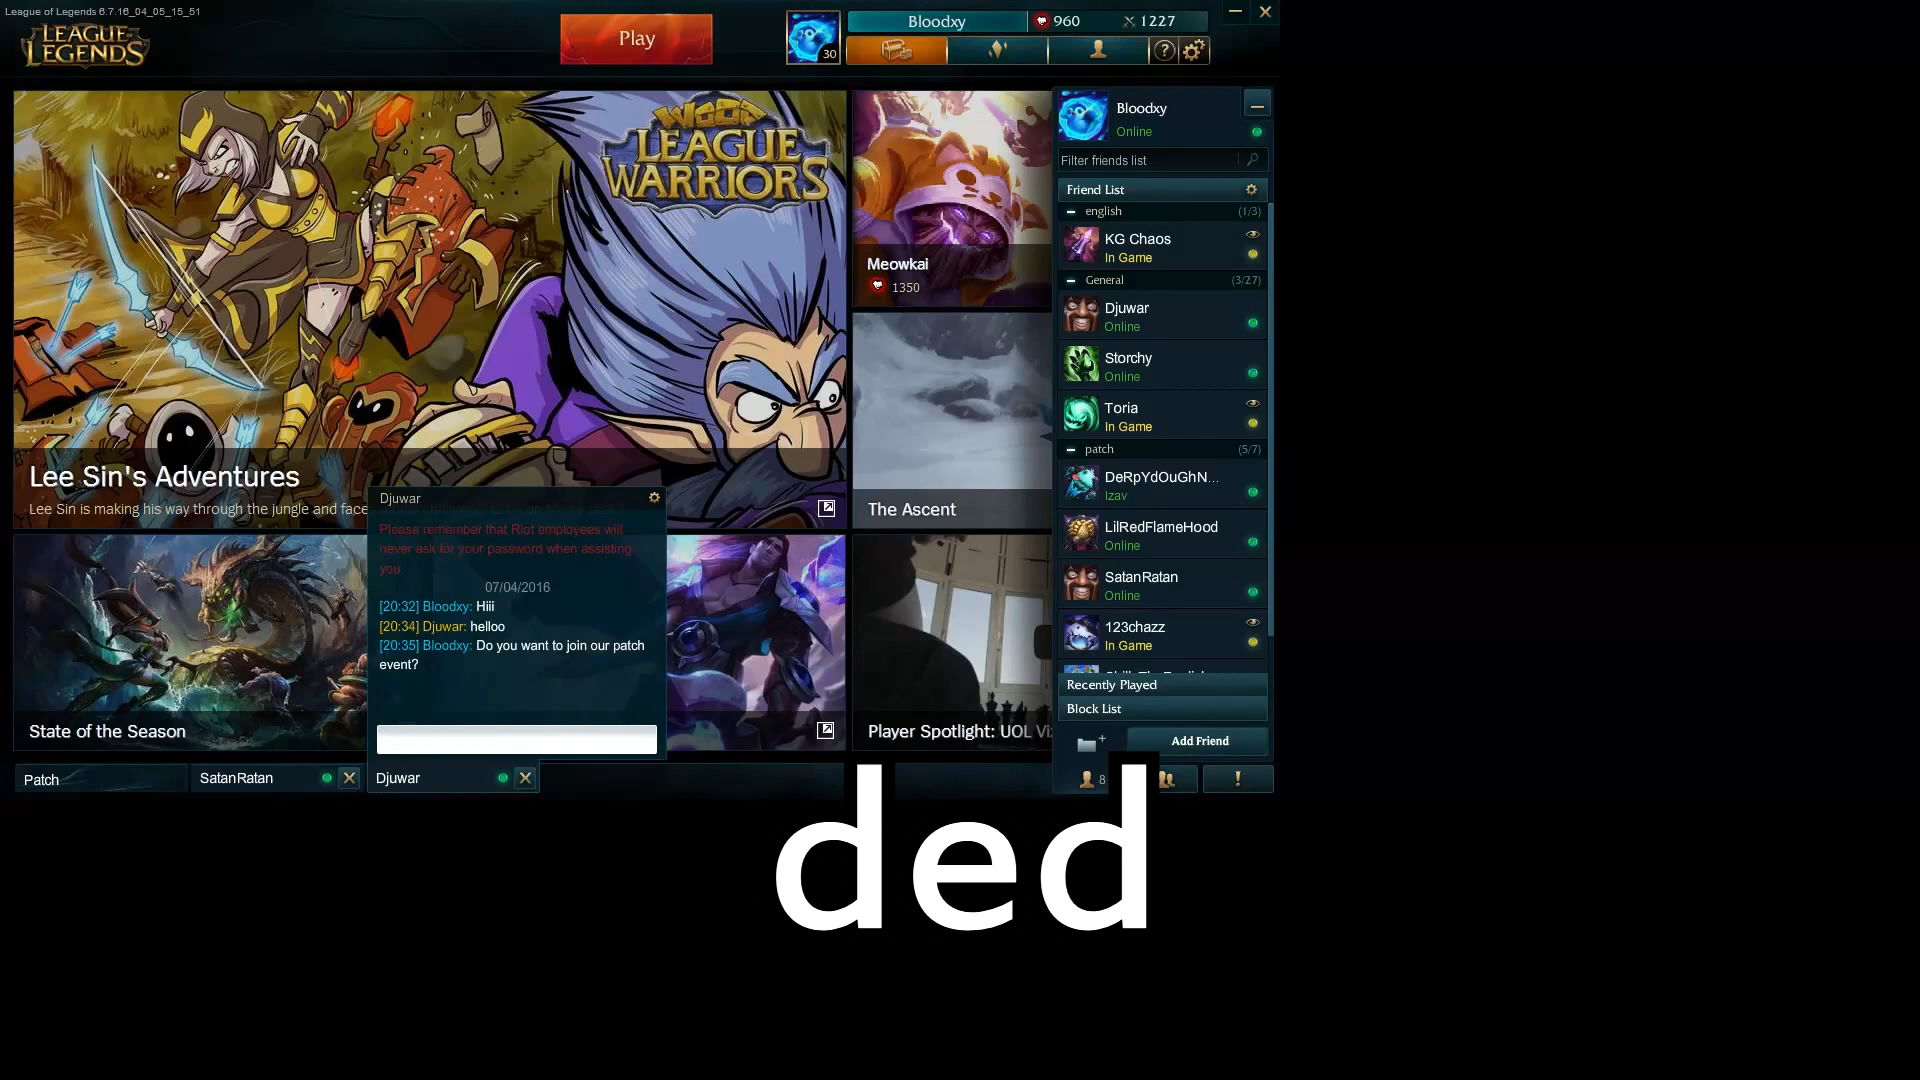 League of Legends 6.7.16_04_05_15_51
LEAGUE of LEGENDS
Play
30
Bloodxy
960
1227
?
WOOP
LEAGUE
WARRIORS
Lee Sin's Adventures
Lee Sin is making his way through the jungle and face
Meowkai
1350
The Ascent
State of the Season
Player Spotlight: UOL Vi
Djuwar
Please remember that Riot employees will
never ask for your password when assisting
you.
07/04/2016
[20:32] Bloodxy: Hiii
[20:34] Djuwar: helloo
[20:35] Bloodxy: Do you want to join our patch
event?
Patch
SatanRatan
Djuwar
Bloodxy
Online
Filter friends list
Friend List
english (1/3)
KG Chaos
In Game
General (3/27)
Djuwar
Online
Storchy
Online
Toria
In Game
patch (5/7)
DeRpYdOuGhN...
Izav
LilRedFlameHood
Online
SatanRatan
Online
123chazz
In Game
Recently Played
Block List
Add Friend
8
!
ded